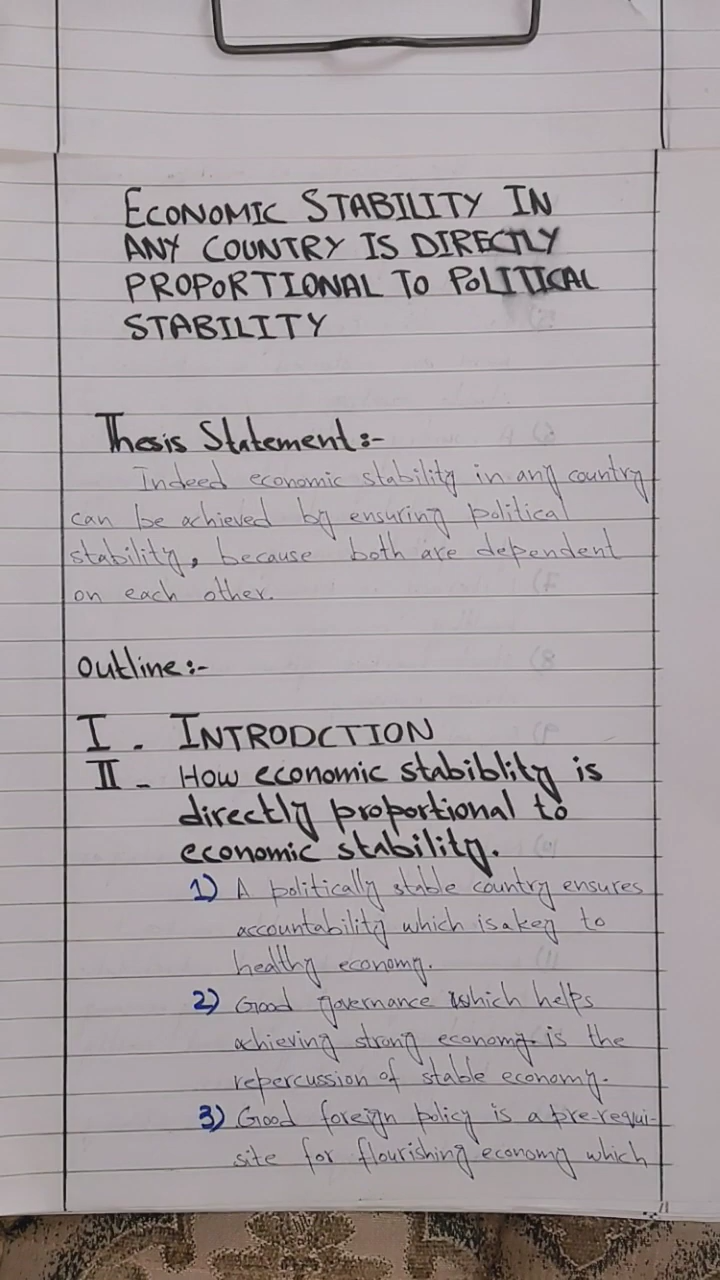 ECONOMIC STABILITY IN
ANY COUNTRY IS DIRECTLY
PROPORTIONAL TO POLITICAL
STABILITY
Thesis Statement:-
Indeed economic stability in any country
can be achieved by ensuring political
stability, because both are dependent
on each other.
outline:-
I. INTRODCTION
II- How economic stabiblity is
directly proportional to
economic stability.
1) A politically stable country ensures
accountability which is a key to
healthy economy.
2) Good governance which helps
achieving strong economy is the
repercussion of stable economy.
3) Good foreign policy is a pre-requi-
site for flourishing economy which